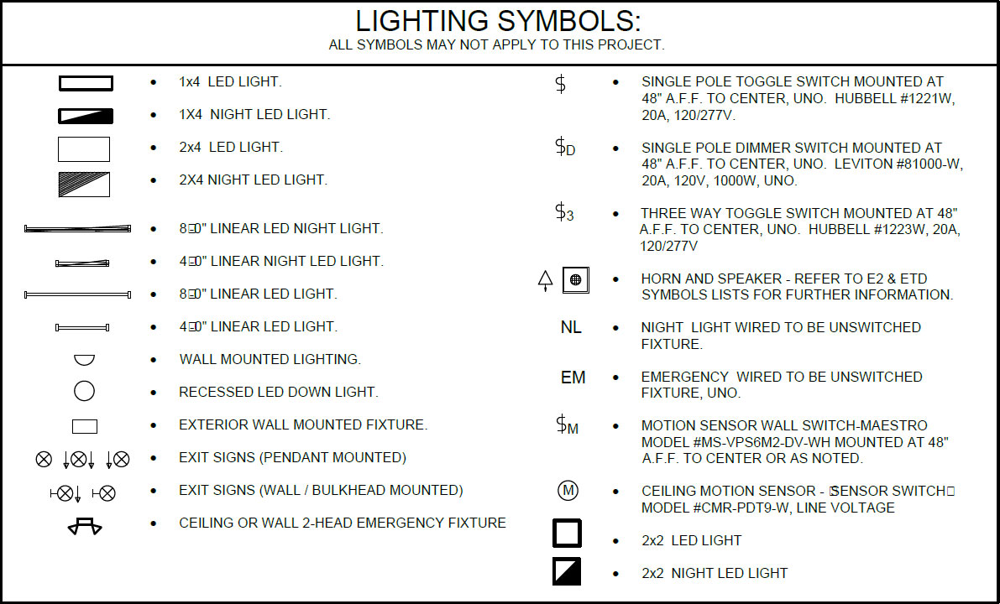 LIGHTING SYMBOLS:
ALL SYMBOLS MAY NOT APPLY TO THIS PROJECT.
• 1x4 LED LIGHT.
• 1X4 NIGHT LED LIGHT.
• 2x4 LED LIGHT.
• 2X4 NIGHT LED LIGHT.
• 8□0" LINEAR LED NIGHT LIGHT.
• 4□0" LINEAR NIGHT LED LIGHT.
• 8□0" LINEAR LED LIGHT.
• 4□0" LINEAR LED LIGHT.
• WALL MOUNTED LIGHTING.
• RECESSED LED DOWN LIGHT.
• EXTERIOR WALL MOUNTED FIXTURE.
• EXIT SIGNS (PENDANT MOUNTED)
• EXIT SIGNS (WALL / BULKHEAD MOUNTED)
• CEILING OR WALL 2-HEAD EMERGENCY FIXTURE
$ • SINGLE POLE TOGGLE SWITCH MOUNTED AT
48" A.F.F. TO CENTER, UNO. HUBBELL #1221W,
20A, 120/277V.
$D • SINGLE POLE DIMMER SWITCH MOUNTED AT
48" A.F.F. TO CENTER, UNO. LEVITON #81000-W,
20A, 120V, 1000W, UNO.
$3 • THREE WAY TOGGLE SWITCH MOUNTED AT 48"
A.F.F. TO CENTER, UNO. HUBBELL #1223W, 20A,
120/277V
• HORN AND SPEAKER - REFER TO E2 & ETD
SYMBOLS LISTS FOR FURTHER INFORMATION.
NL • NIGHT LIGHT WIRED TO BE UNSWITCHED
FIXTURE.
EM • EMERGENCY WIRED TO BE UNSWITCHED
FIXTURE, UNO.
$M • MOTION SENSOR WALL SWITCH-MAESTRO
MODEL #MS-VPS6M2-DV-WH MOUNTED AT 48"
A.F.F. TO CENTER OR AS NOTED.
M • CEILING MOTION SENSOR - □SENSOR SWITCH□
MODEL #CMR-PDT9-W, LINE VOLTAGE
• 2x2 LED LIGHT
• 2x2 NIGHT LED LIGHT